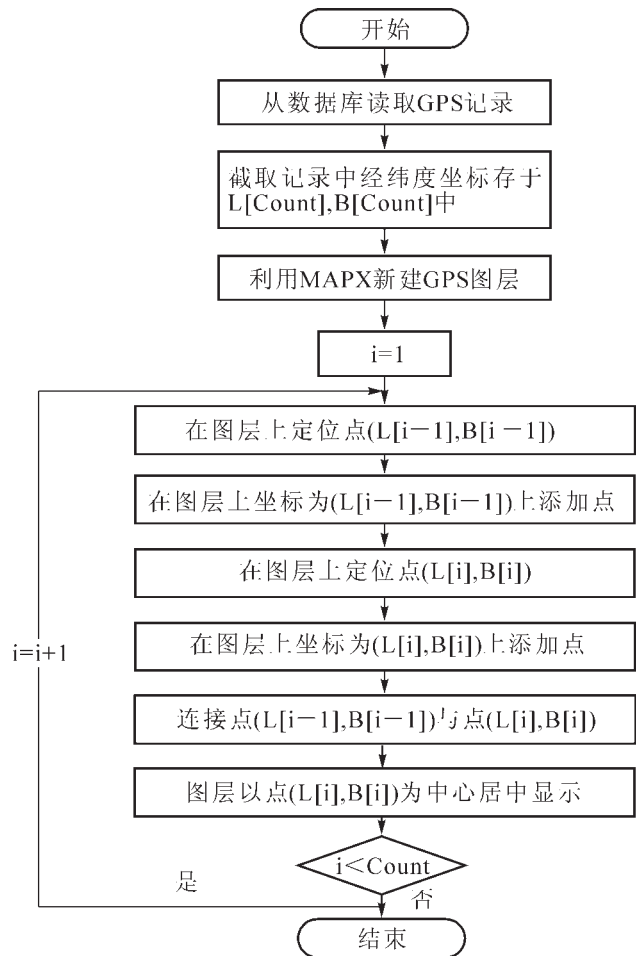 开始
从数据库读取GPS记录
截取记录中经纬度坐标存于
L[Count],B[Count]中
利用MAPX新建GPS图层
i=1
在图层上定位点(L[i-1],B[i-1])
在图层上坐标为(L[i-1],B[i-1])上添加点
在图层上定位点(L[i],B[i])
在图层上坐标为(L[i],B[i])上添加点
i=i+1
连接点(L[i-1],B[i-1])与点(L[i],B[i])
图层以点(L[i],B[i])为中心居中显示
i<Count
是
否
结束